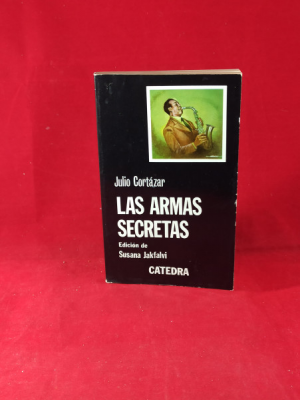 Julio Cortázar
LAS ARMAS
SECRETAS
Edición de
Susana Jakfalvi
CATEDRA